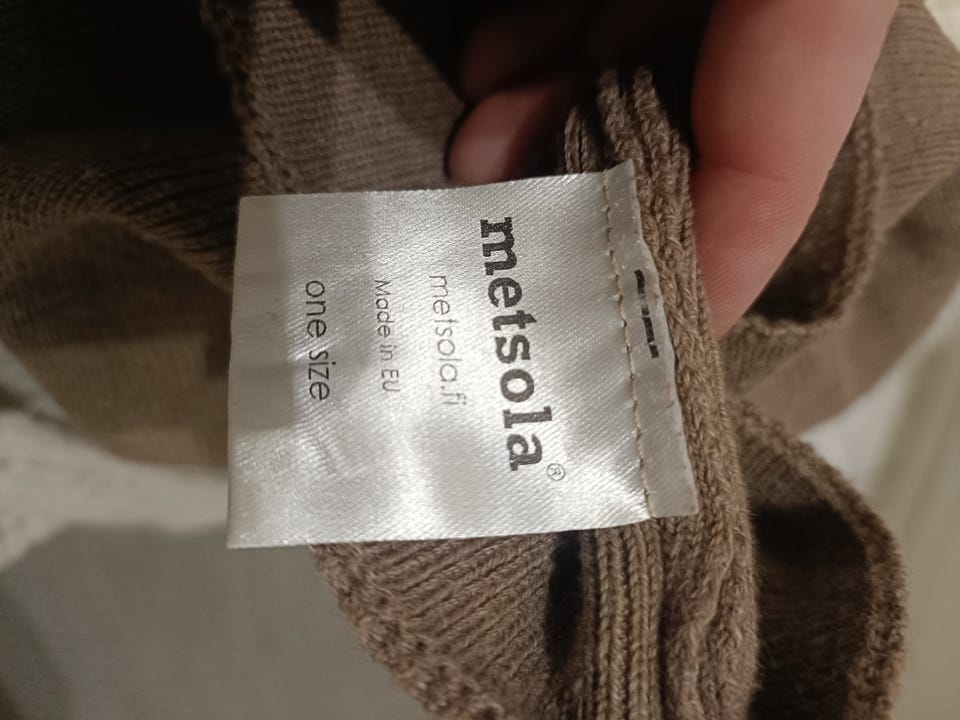 metsola®
metsola.fi
Made in EU
one size